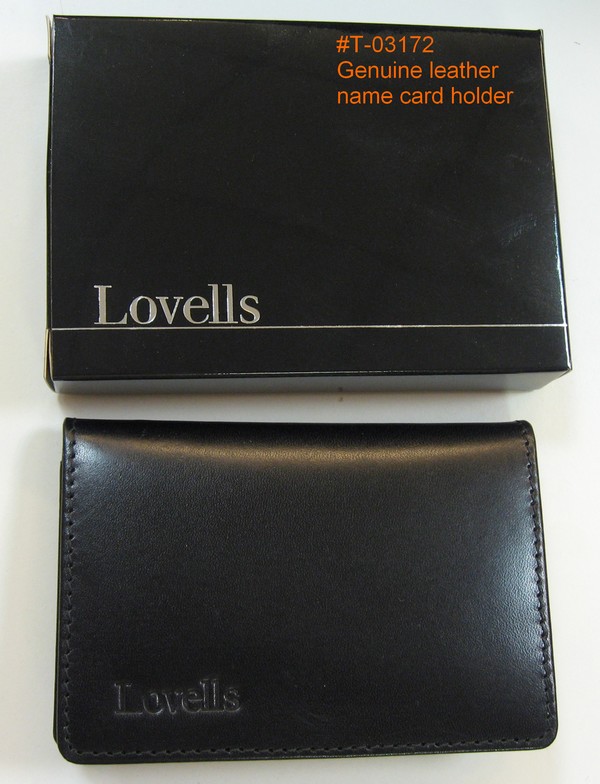 #T-03172
Genuine leather
name card holder
Lovells
Lovells